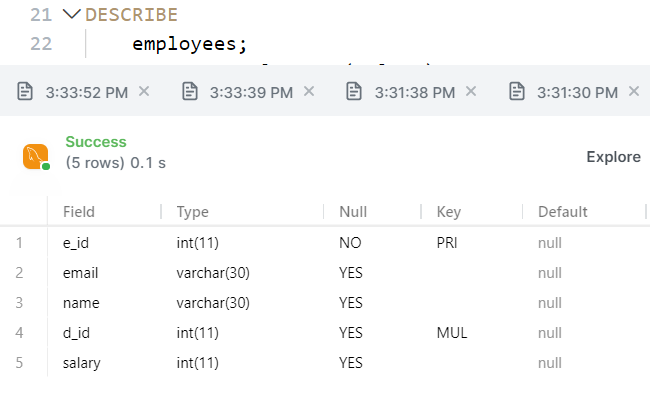 21 DESCRIBE
22 employees;
3:33:52 PM 3:33:39 PM 3:31:38 PM 3:31:30 PM
Success
(5 rows) 0.1 s
Explore
Field Type Null Key Default
1 e_id int(11) NO PRI null
2 email varchar(30) YES null
3 name varchar(30) YES null
4 d_id int(11) YES MUL null
5 salary int(11) YES null